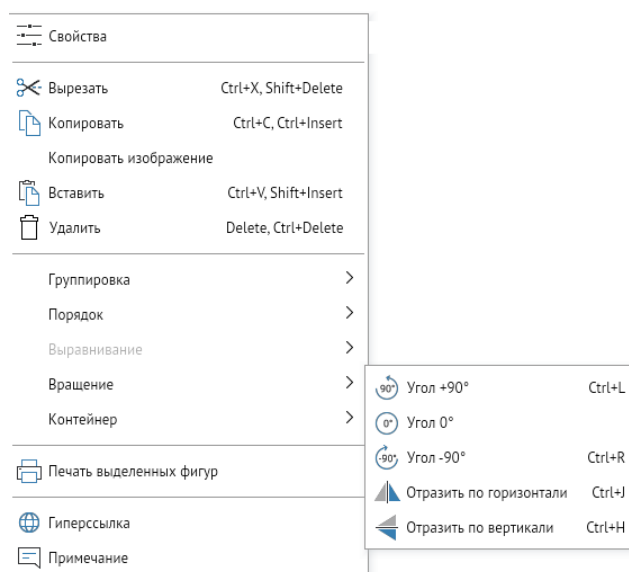 Свойства
Вырезать Ctrl+X, Shift+Delete
Копировать Ctrl+C, Ctrl+Insert
Копировать изображение
Вставить Ctrl+V, Shift+Insert
Удалить Delete, Ctrl+Delete
Группировка
Порядок
Выравнивание
Вращение
Контейнер
Печать выделенных фигур
Гиперссылка
Примечание
90° Угол +90° Ctrl+L
0° Угол 0°
-90° Угол -90° Ctrl+R
Отразить по горизонтали Ctrl+J
Отразить по вертикали Ctrl+H